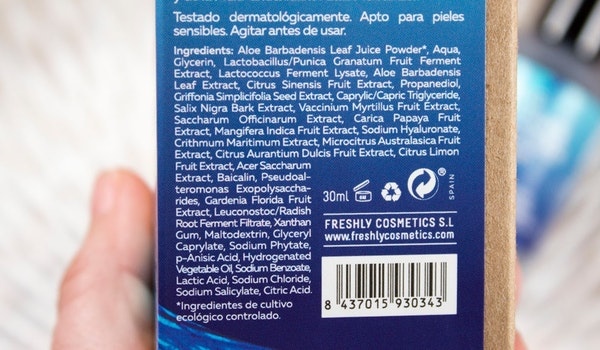 Testado dermatológicamente. Apto para pieles
sensibles. Agitar antes de usar.
Ingredients: Aloe Barbadensis Leaf Juice Powder*, Aqua,
Glycerin, Lactobacillus/Punica Granatum Fruit Ferment
Extract, Lactococcus Ferment Lysate, Aloe Barbadensis
Leaf Extract, Citrus Sinensis Fruit Extract, Propanediol,
Griffonia Simplicifolia Seed Extract, Caprylic/Capric Triglyceride,
Salix Nigra Bark Extract, Vaccinium Myrtillus Fruit Extract,
Saccharum Officinarum Extract, Carica Papaya Fruit
Extract, Mangifera Indica Fruit Extract, Sodium Hyaluronate,
Crithmum Maritimum Extract, Microcitrus Australasica Fruit
Extract, Citrus Aurantium Dulcis Fruit Extract, Citrus Limon
Fruit Extract, Acer Saccharum
Extract, Baicalin, Pseudoal-
teromonas Exopolysaccha-
rides, Gardenia Florida Fruit
Extract, Leuconostoc/Radish
Root Ferment Filtrate, Xanthan
Gum, Maltodextrin, Glyceryl
Caprylate, Sodium Phytate,
p-Anisic Acid, Hydrogenated
Vegetable Oil, Sodium Benzoate,
Lactic Acid, Sodium Chloride,
Sodium Salicylate, Citric Acid.
*Ingredientes de cultivo
ecológico controlado.
30ml
®
SPAIN
FRESHLY COSMETICS S.L
www.freshlycosmetics.com
8 437015 930343